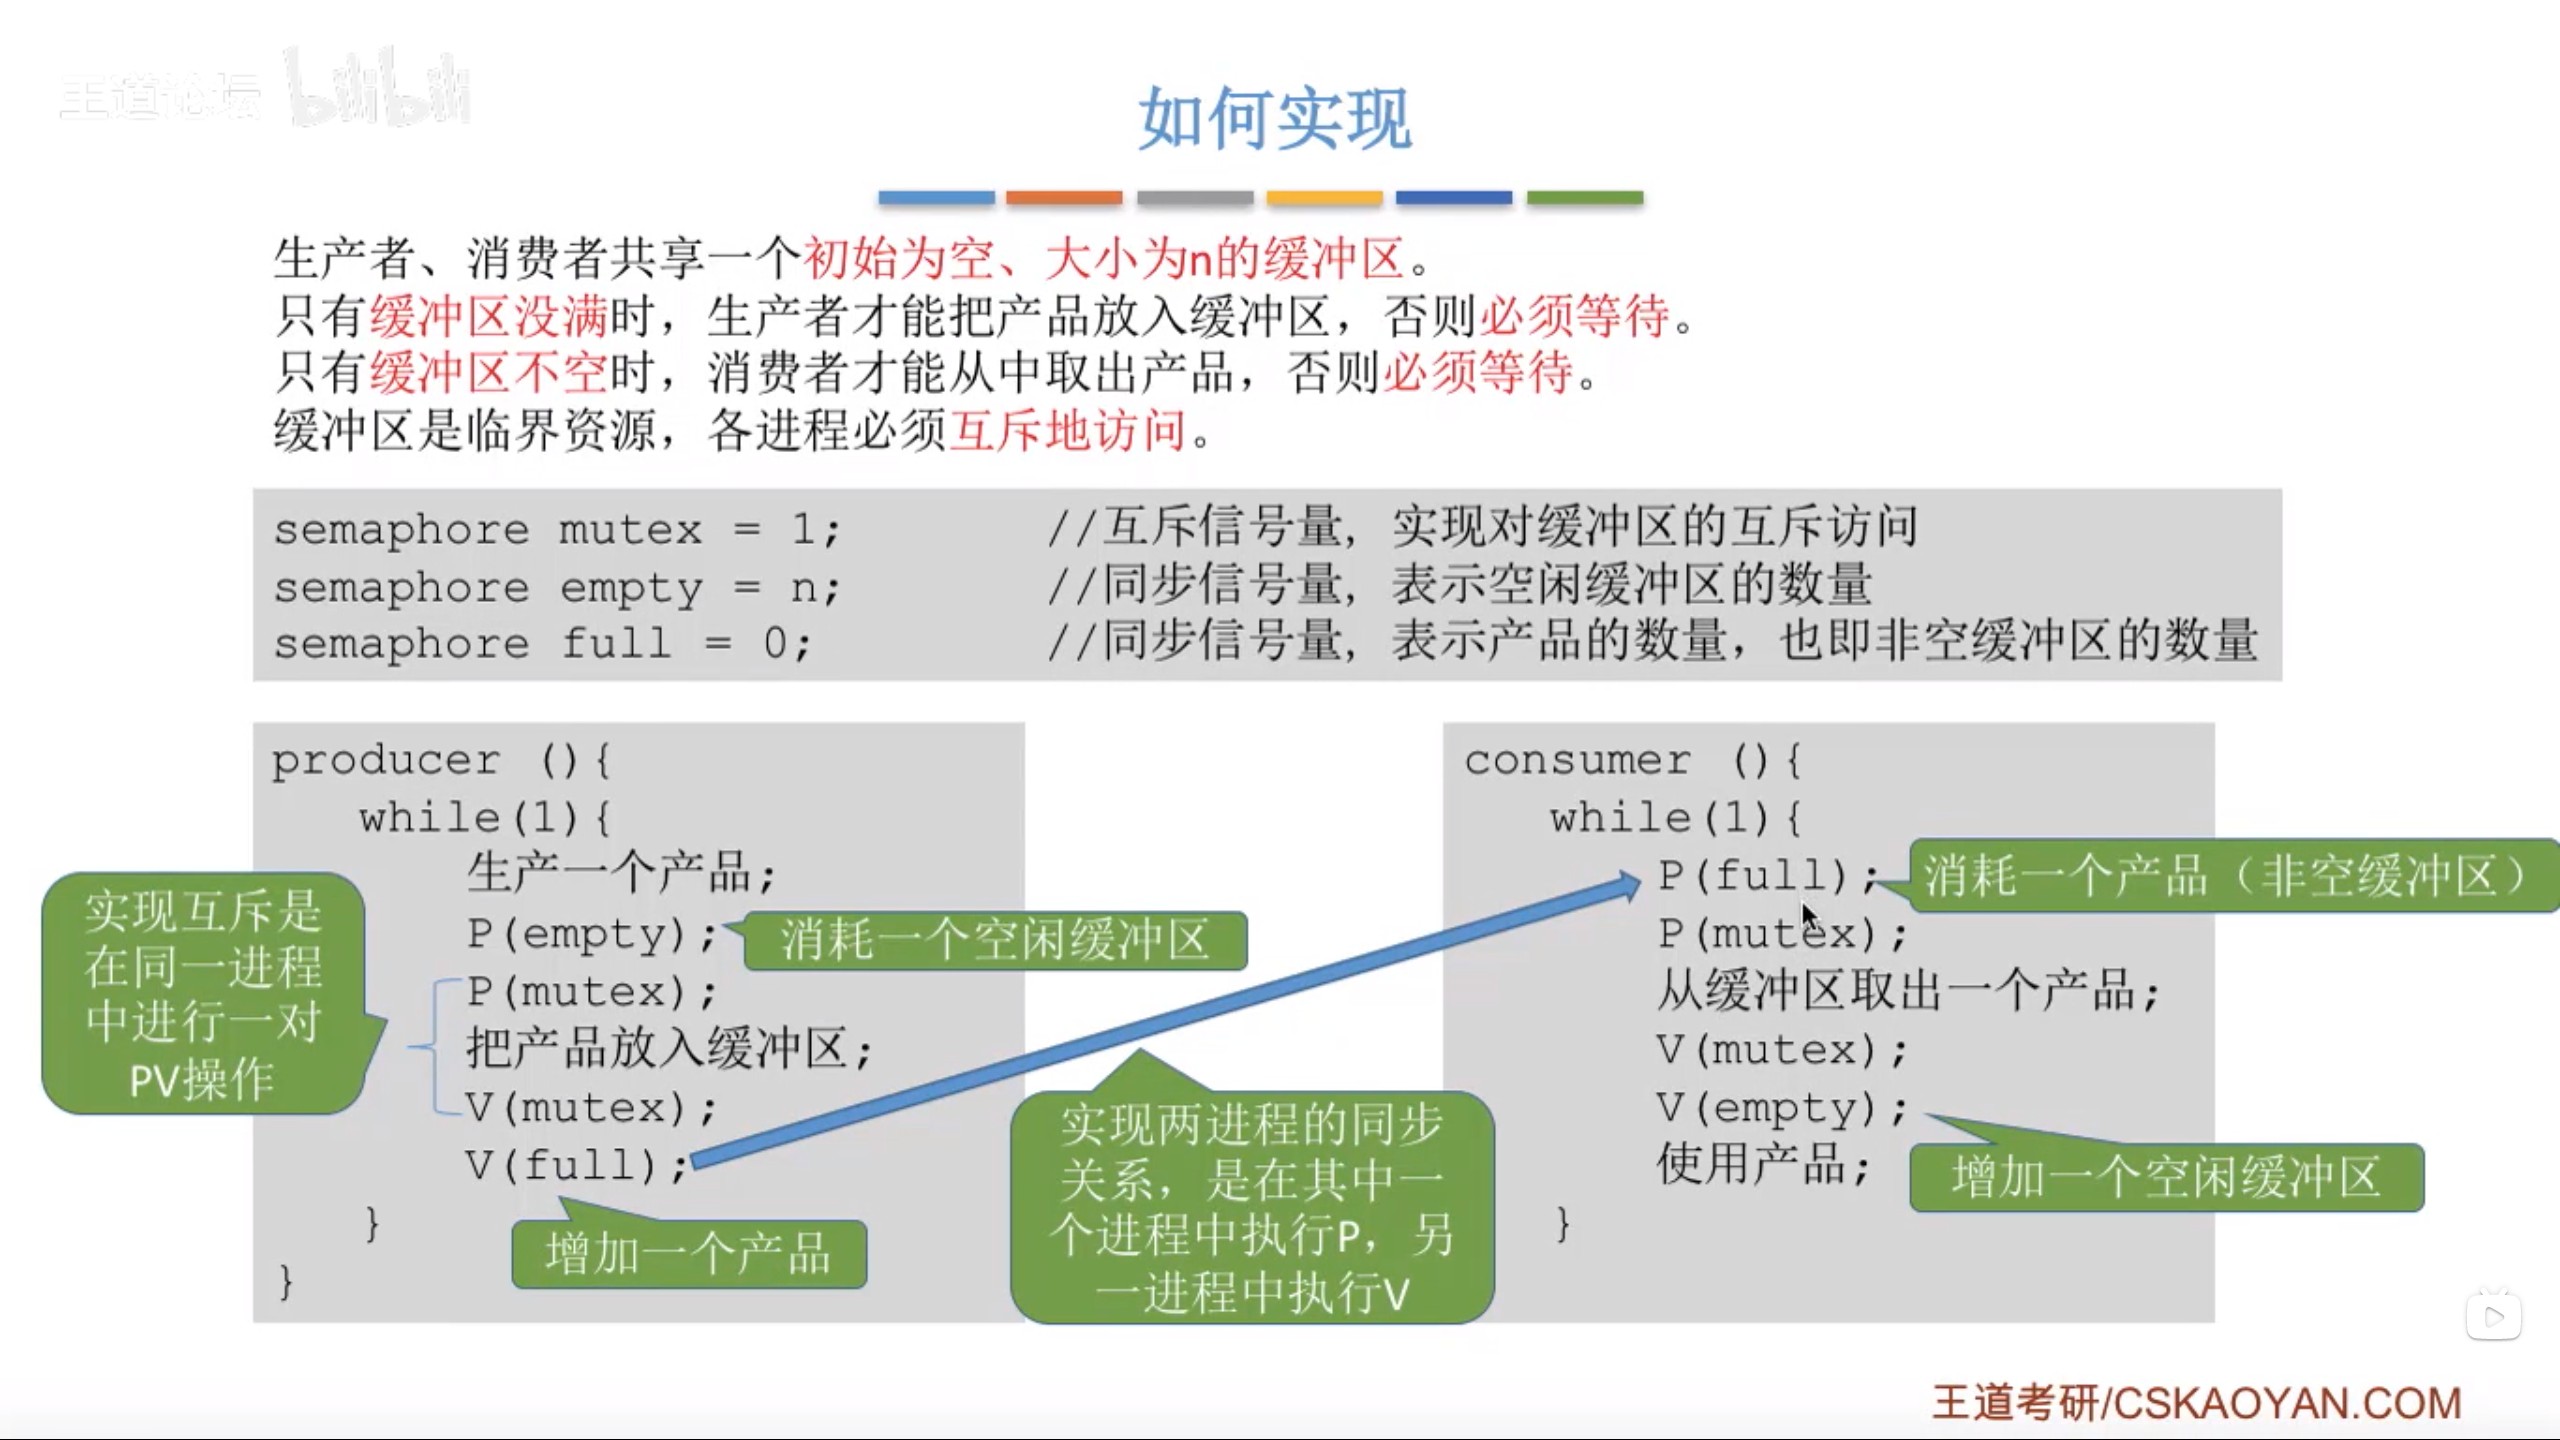 王道论坛 bilibili
如何实现
生产者、消费者共享一个初始为空、大小为n的缓冲区。
只有缓冲区没满时，生产者才能把产品放入缓冲区，否则必须等待。
只有缓冲区不空时，消费者才能从中取出产品，否则必须等待。
缓冲区是临界资源，各进程必须互斥地访问。
semaphore mutex = 1; //互斥信号量，实现对缓冲区的互斥访问
semaphore empty = n; //同步信号量，表示空闲缓冲区的数量
semaphore full = 0; //同步信号量，表示产品的数量，也即非空缓冲区的数量
producer (){
while(1){
生产一个产品;
P(empty);
P(mutex);
把产品放入缓冲区;
V(mutex);
V(full);
}
}
实现互斥是
在同一进程
中进行一对
PV操作
消耗一个空闲缓冲区
增加一个产品
实现两进程的同步
关系，是在其中一
个进程中执行P，另
一进程中执行V
consumer (){
while(1){
P(full);
P(mutex);
从缓冲区取出一个产品;
V(mutex);
V(empty);
使用产品;
}
消耗一个产品（非空缓冲区）
增加一个空闲缓冲区
王道考研/CSKAOYAN.COM